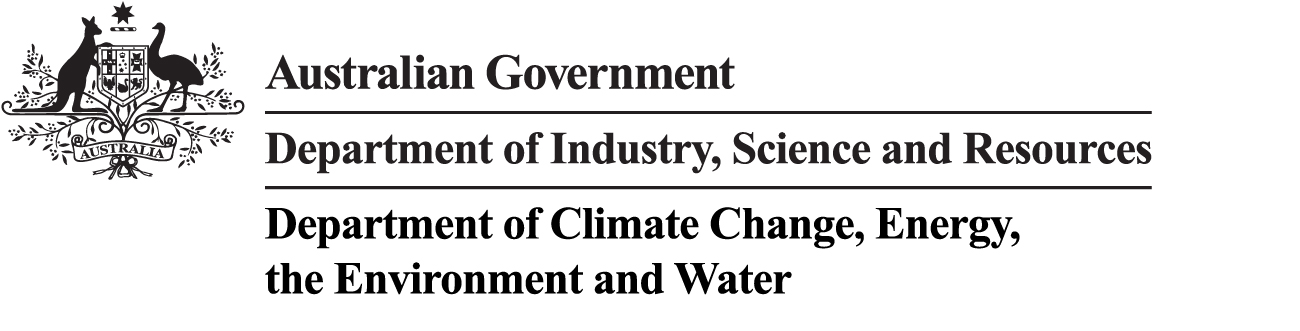 AUSTRALIA
Australian Government
Department of Industry, Science and Resources
Department of Climate Change, Energy,
the Environment and Water